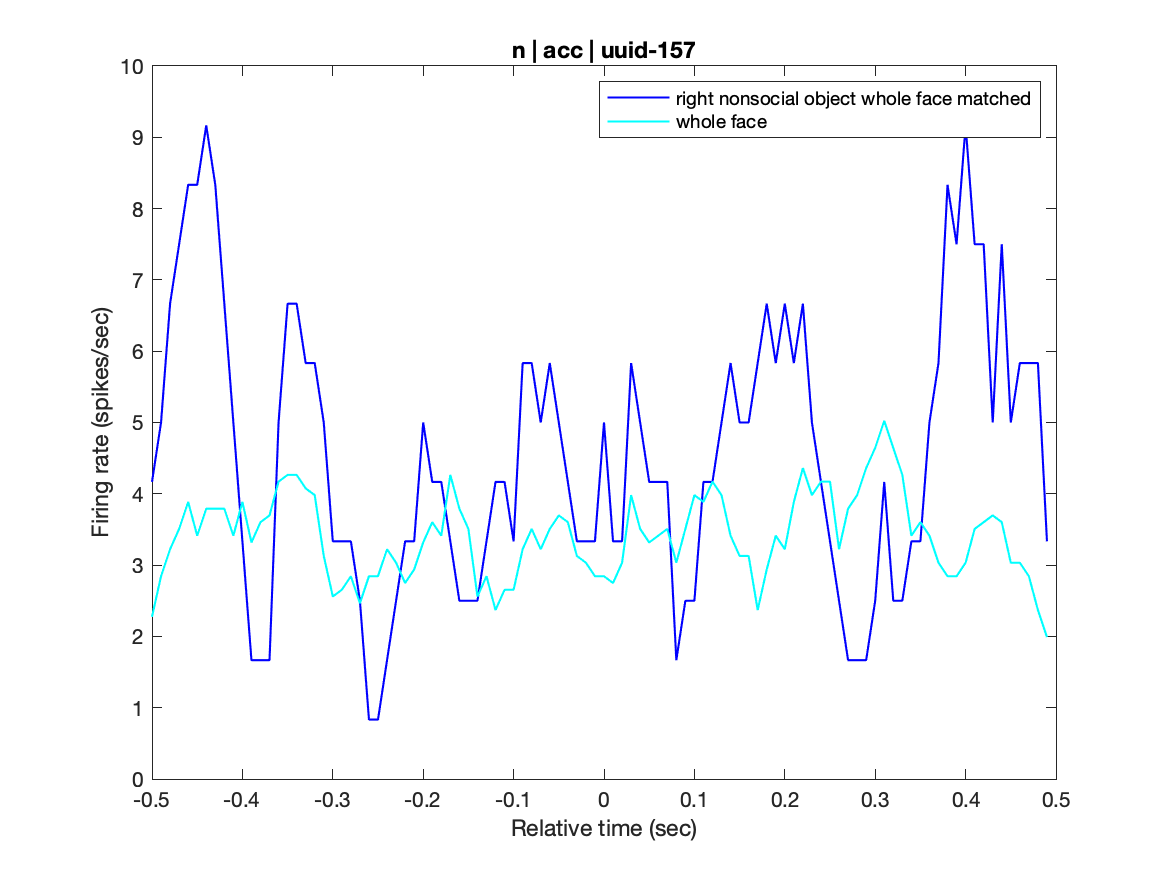 n | acc | uuid-157
right nonsocial object whole face matched
whole face
Firing rate (spikes/sec)
10
9
8
7
6
5
4
3
2
1
0
-0.5 -0.4 -0.3 -0.2 -0.1 0 0.1 0.2 0.3 0.4 0.5
Relative time (sec)